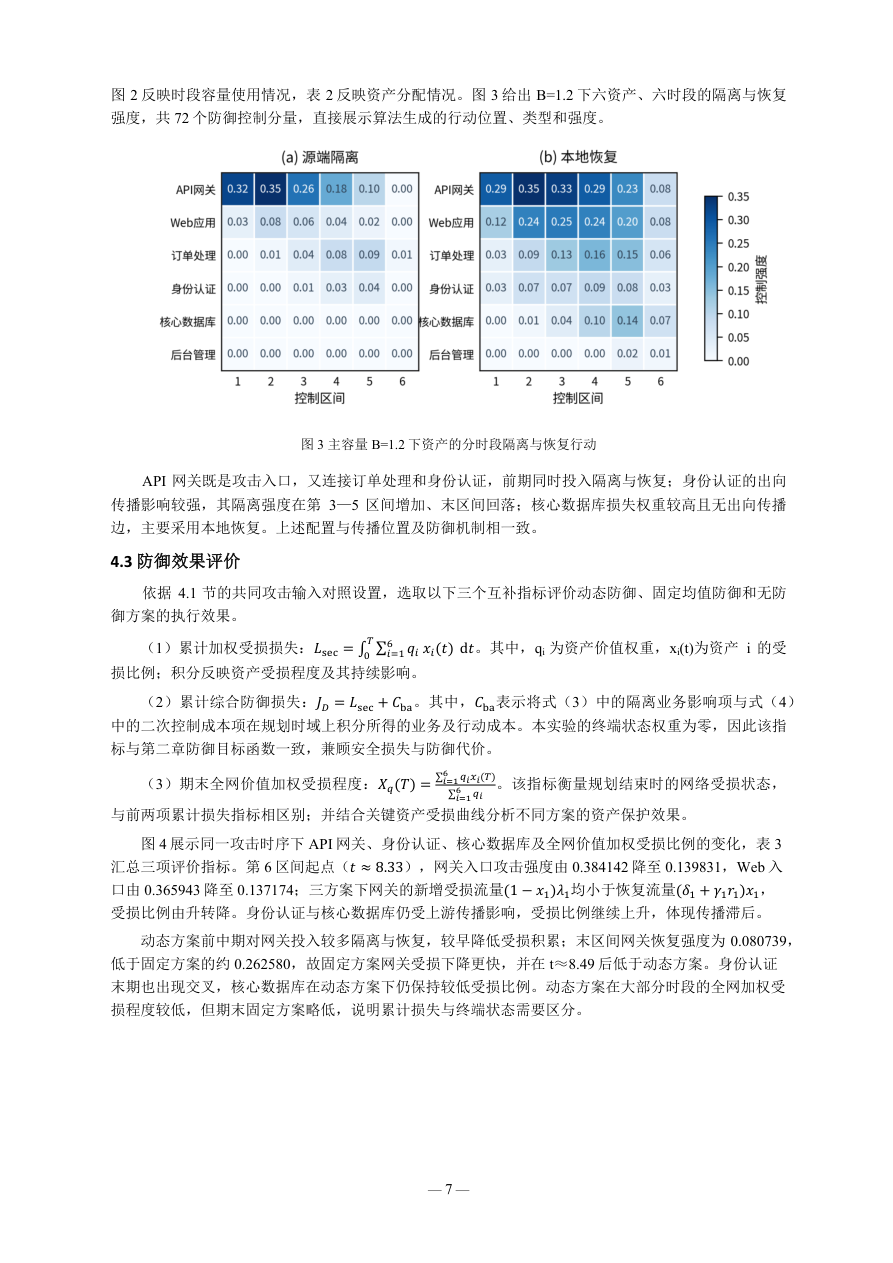 图 2 反映时段容量使用情况，表 2 反映资产分配情况。图 3 给出 B=1.2 下六资产、六时段的隔离与恢复
强度，共 72 个防御控制分量，直接展示算法生成的行动位置、类型和强度。
(a) 源端隔离
API网关 0.32 0.35 0.26 0.18 0.10 0.00
Web应用 0.03 0.08 0.06 0.04 0.02 0.00
订单处理 0.00 0.01 0.04 0.08 0.09 0.01
身份认证 0.00 0.00 0.01 0.03 0.04 0.00
核心数据库 0.00 0.00 0.00 0.00 0.00 0.00
后台管理 0.00 0.00 0.00 0.00 0.00 0.00
1 2 3 4 5 6
控制区间
(b) 本地恢复
API网关 0.29 0.35 0.33 0.29 0.23 0.08
Web应用 0.12 0.24 0.25 0.24 0.20 0.08
订单处理 0.03 0.09 0.13 0.16 0.15 0.06
身份认证 0.03 0.07 0.07 0.09 0.08 0.03
核心数据库 0.00 0.01 0.04 0.10 0.14 0.07
后台管理 0.00 0.00 0.00 0.00 0.02 0.01
1 2 3 4 5 6
控制区间
0.35
0.30
0.25
0.20
0.15
0.10
0.05
0.00
控制强度
图 3 主容量 B=1.2 下资产的分时段隔离与恢复行动
API 网关既是攻击入口，又连接订单处理和身份认证，前期同时投入隔离与恢复；身份认证的出向
传播影响较强，其隔离强度在第 3—5 区间增加、末区间回落；核心数据库损失权重较高且无出向传播
边，主要采用本地恢复。上述配置与传播位置及防御机制相一致。
4.3 防御效果评价
依据 4.1 节的共同攻击输入对照设置，选取以下三个互补指标评价动态防御、固定均值防御和无防
御方案的执行效果。
（1）累计加权受损损失：𝐿sec = ∫₀ᵀ ∑⁶ᵢ₌₁ 𝑞ᵢ 𝑥ᵢ(𝑡) d𝑡。其中，qᵢ 为资产价值权重，xᵢ(t)为资产 i 的受
损比例；积分反映资产受损程度及其持续影响。
（2）累计综合防御损失：𝐽𝐷 = 𝐿sec + 𝐶ba。其中，𝐶ba表示将式（3）中的隔离业务影响项与式（4）
中的二次控制成本项在规划时域上积分所得的业务及行动成本。本实验的终端状态权重为零，因此该指
标与第二章防御目标函数一致，兼顾安全损失与防御代价。
（3）期末全网价值加权受损程度：𝑋𝑞(𝑇) = ∑⁶ᵢ₌₁ 𝑞ᵢ𝑥ᵢ(𝑇) / ∑⁶ᵢ₌₁ 𝑞ᵢ。该指标衡量规划结束时的网络受损状态，
与前两项累计损失指标相区别；并结合关键资产受损曲线分析不同方案的资产保护效果。
图 4 展示同一攻击时序下 API 网关、身份认证、核心数据库及全网价值加权受损比例的变化，表 3
汇总三项评价指标。第 6 区间起点（𝑡 ≈ 8.33），网关入口攻击强度由 0.384142 降至 0.139831，Web 入
口由 0.365943 降至 0.137174；三方案下网关的新增受损流量(1 − 𝑥₁)𝜆₁均小于恢复流量(𝛿₁ + 𝛾₁𝑟₁)𝑥₁，
受损比例由升转降。身份认证与核心数据库仍受上游传播影响，受损比例继续上升，体现传播滞后。
动态方案前中期对网关投入较多隔离与恢复，较早降低受损积累；末区间网关恢复强度为 0.080739，
低于固定方案的约 0.262580，故固定方案网关受损下降更快，并在 t≈8.49 后低于动态方案。身份认证
末期也出现交叉，核心数据库在动态方案下仍保持较低受损比例。动态方案在大部分时段的全网加权受
损程度较低，但期末固定方案略低，说明累计损失与终端状态需要区分。
— 7 —